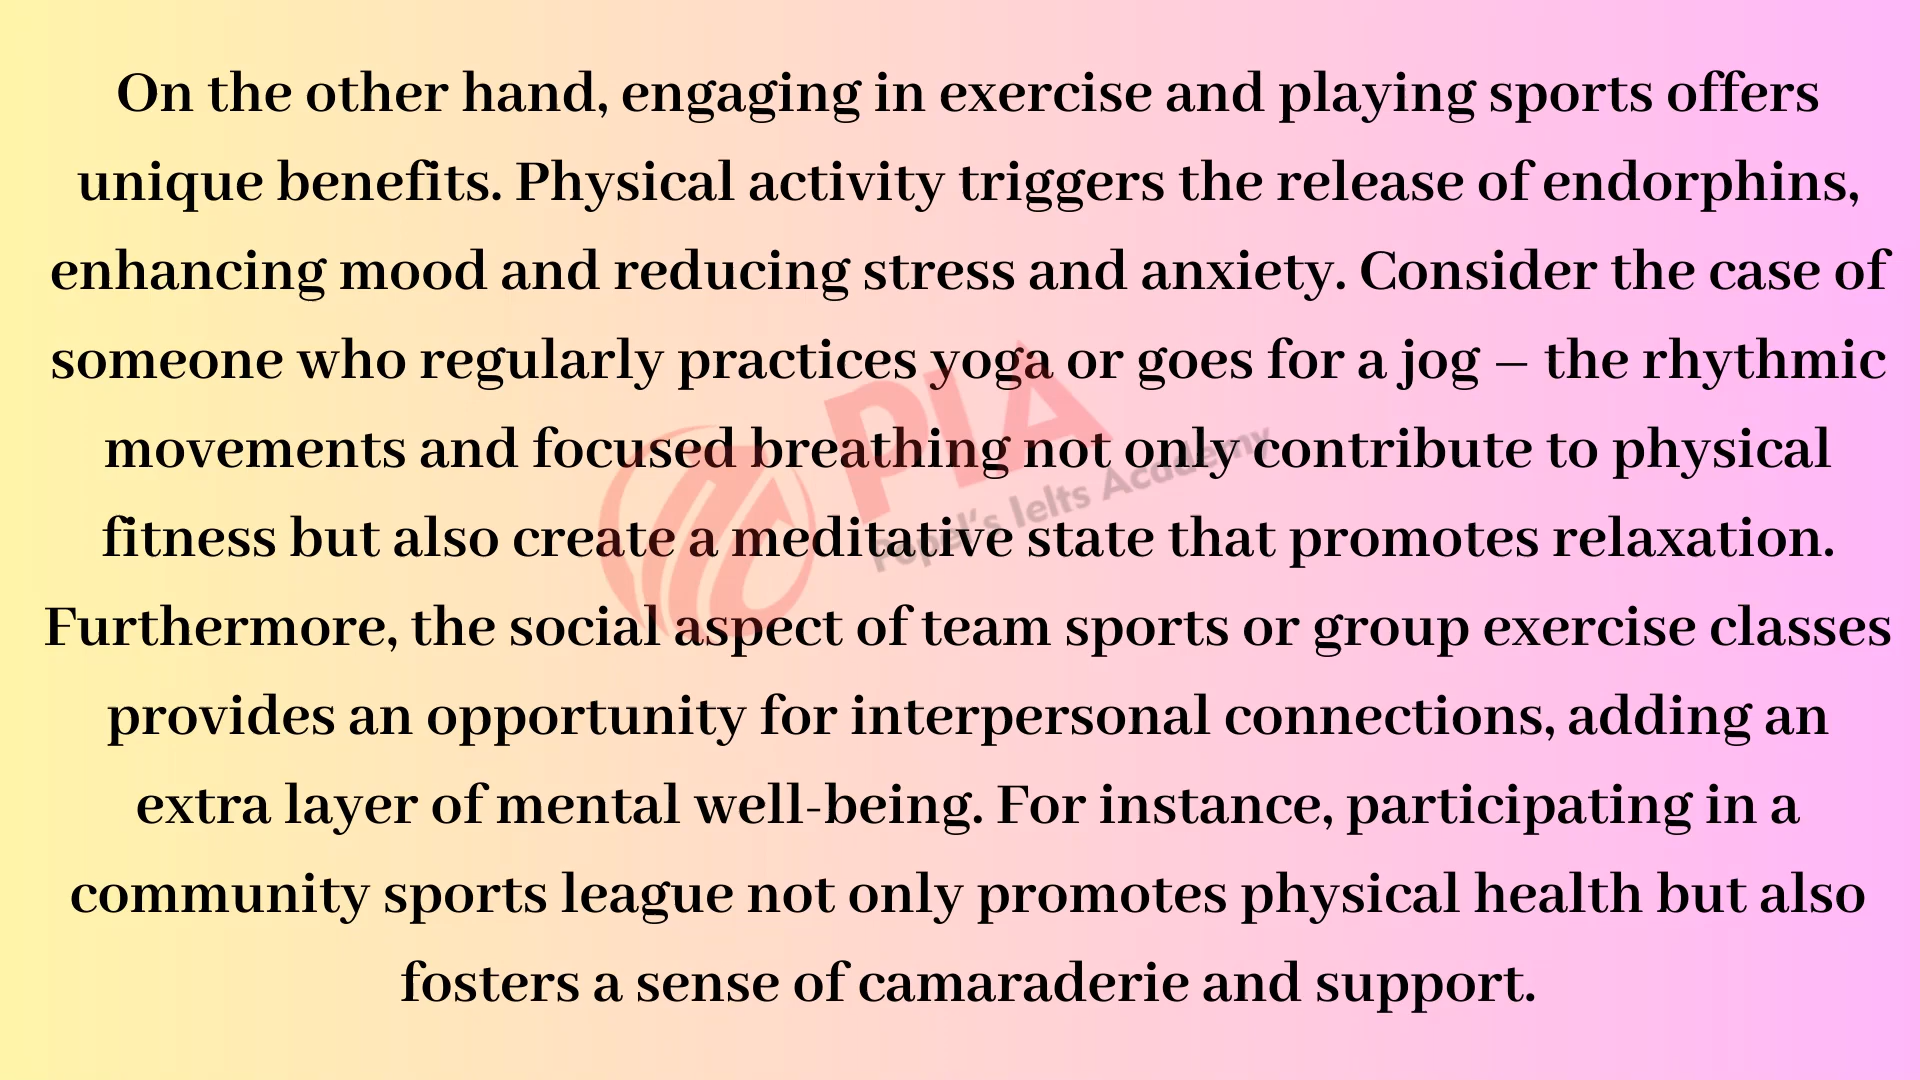 On the other hand, engaging in exercise and playing sports offers
unique benefits. Physical activity triggers the release of endorphins,
enhancing mood and reducing stress and anxiety. Consider the case of
someone who regularly practices yoga or goes for a jog – the rhythmic
movements and focused breathing not only contribute to physical
fitness but also create a meditative state that promotes relaxation.
Furthermore, the social aspect of team sports or group exercise classes
provides an opportunity for interpersonal connections, adding an
extra layer of mental well-being. For instance, participating in a
community sports league not only promotes physical health but also
fosters a sense of camaraderie and support.
PIA
Popel's Ielts Academy